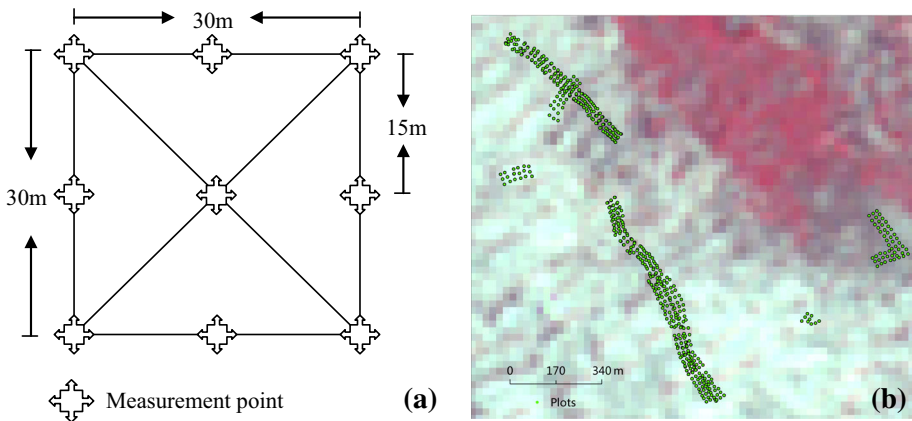 30m
15m
30m
Measurement point
(a)
0 170 340 m
Plots
(b)